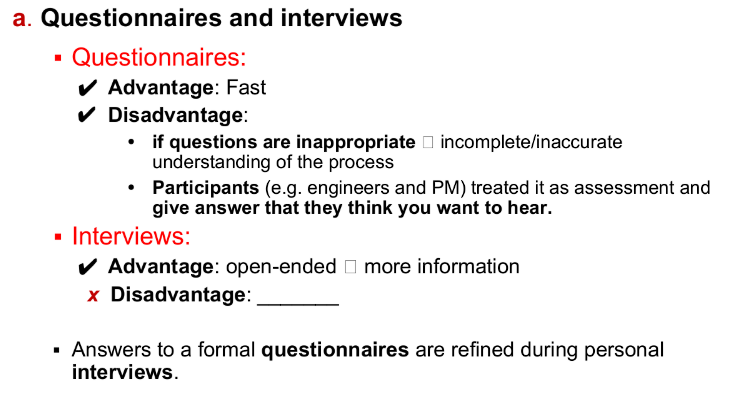 a. Questionnaires and interviews
▪ Questionnaires:
✔ Advantage: Fast
✔ Disadvantage:
• if questions are inappropriate □ incomplete/inaccurate
understanding of the process
• Participants (e.g. engineers and PM) treated it as assessment and
give answer that they think you want to hear.
▪ Interviews:
✔ Advantage: open-ended □ more information
x Disadvantage: _______
▪ Answers to a formal questionnaires are refined during personal
interviews.